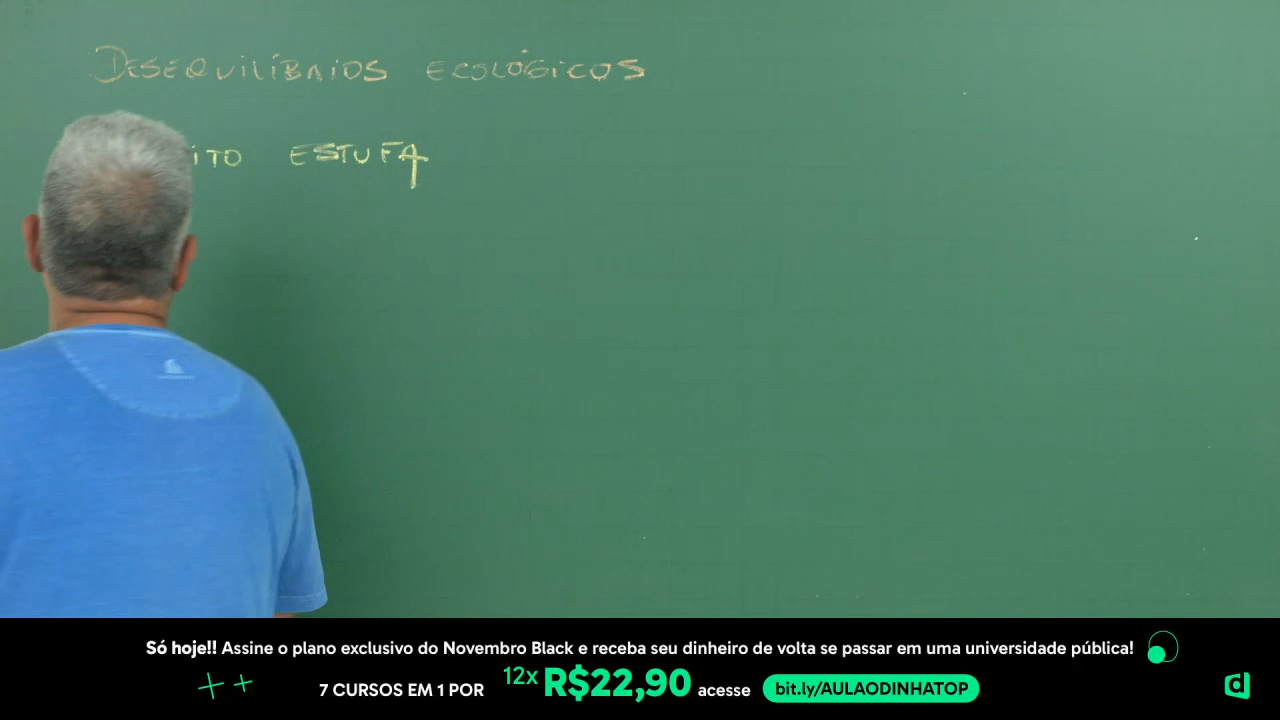 DESEQUILÍBRIOS ECOLÓGICOS
ITO ESTUFA
Só hoje!! Assine o plano exclusivo do Novembro Black e receba seu dinheiro de volta se passar em uma universidade pública!
7 CURSOS EM 1 POR 12x R$22,90 acesse bit.ly/AULAODINHATOP
d